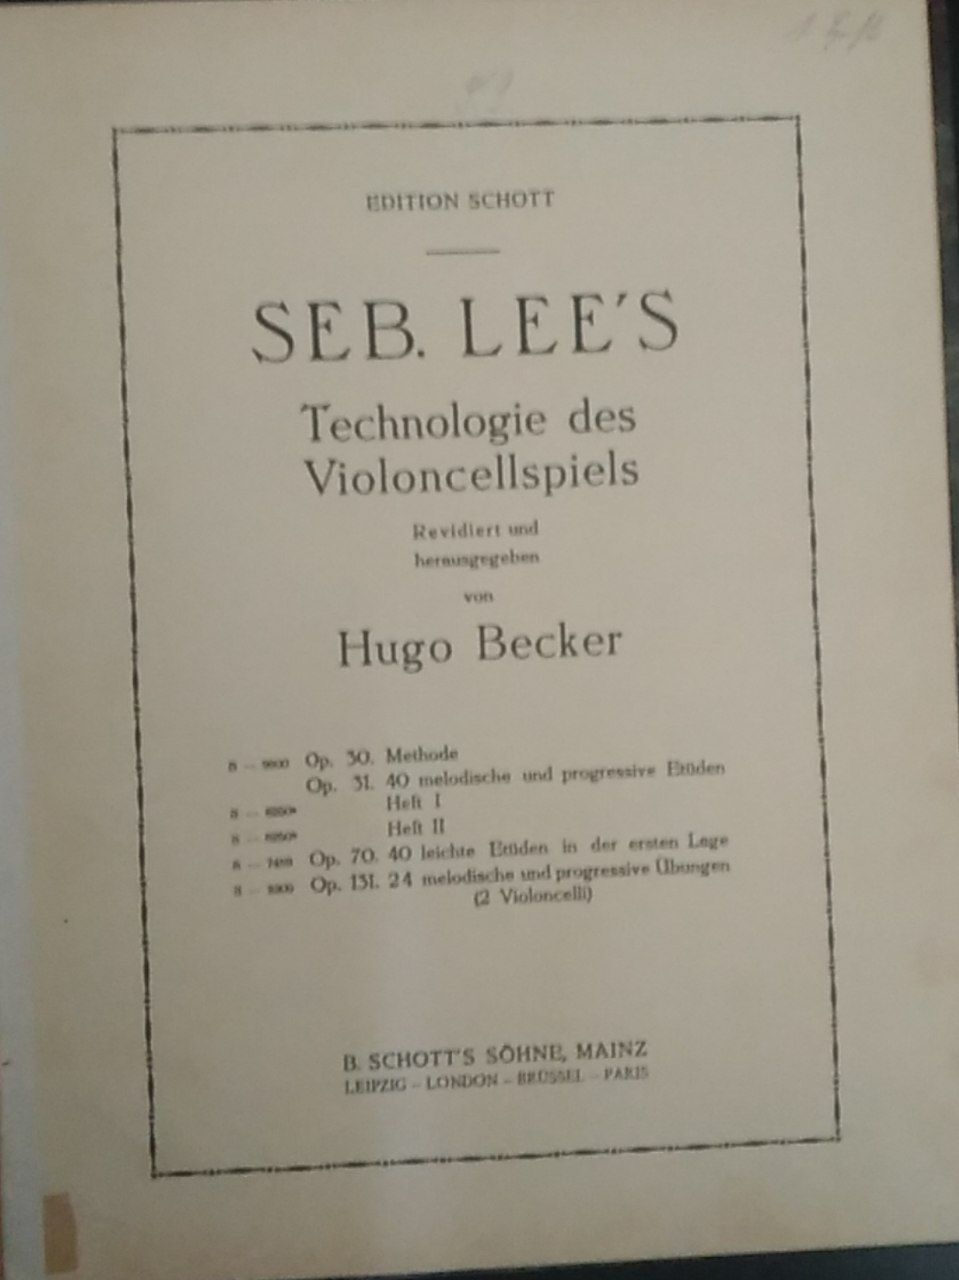 EDITION SCHOTT
SEB. LEE'S
Technologie des
Violoncellspiels
Revidiert und
herausgegeben
von
Hugo Becker
Op. 30. Methode
Op. 31. 40 melodische und progressive Etüden
Heft I
Heft II
Op. 70. 40 leichte Etüden in der ersten Lage
Op. 131. 24 melodische und progressive Übungen
(2 Violoncelli)
B. SCHOTT'S SÖHNE, MAINZ
LEIPZIG – LONDON – BRÜSSEL – PARIS